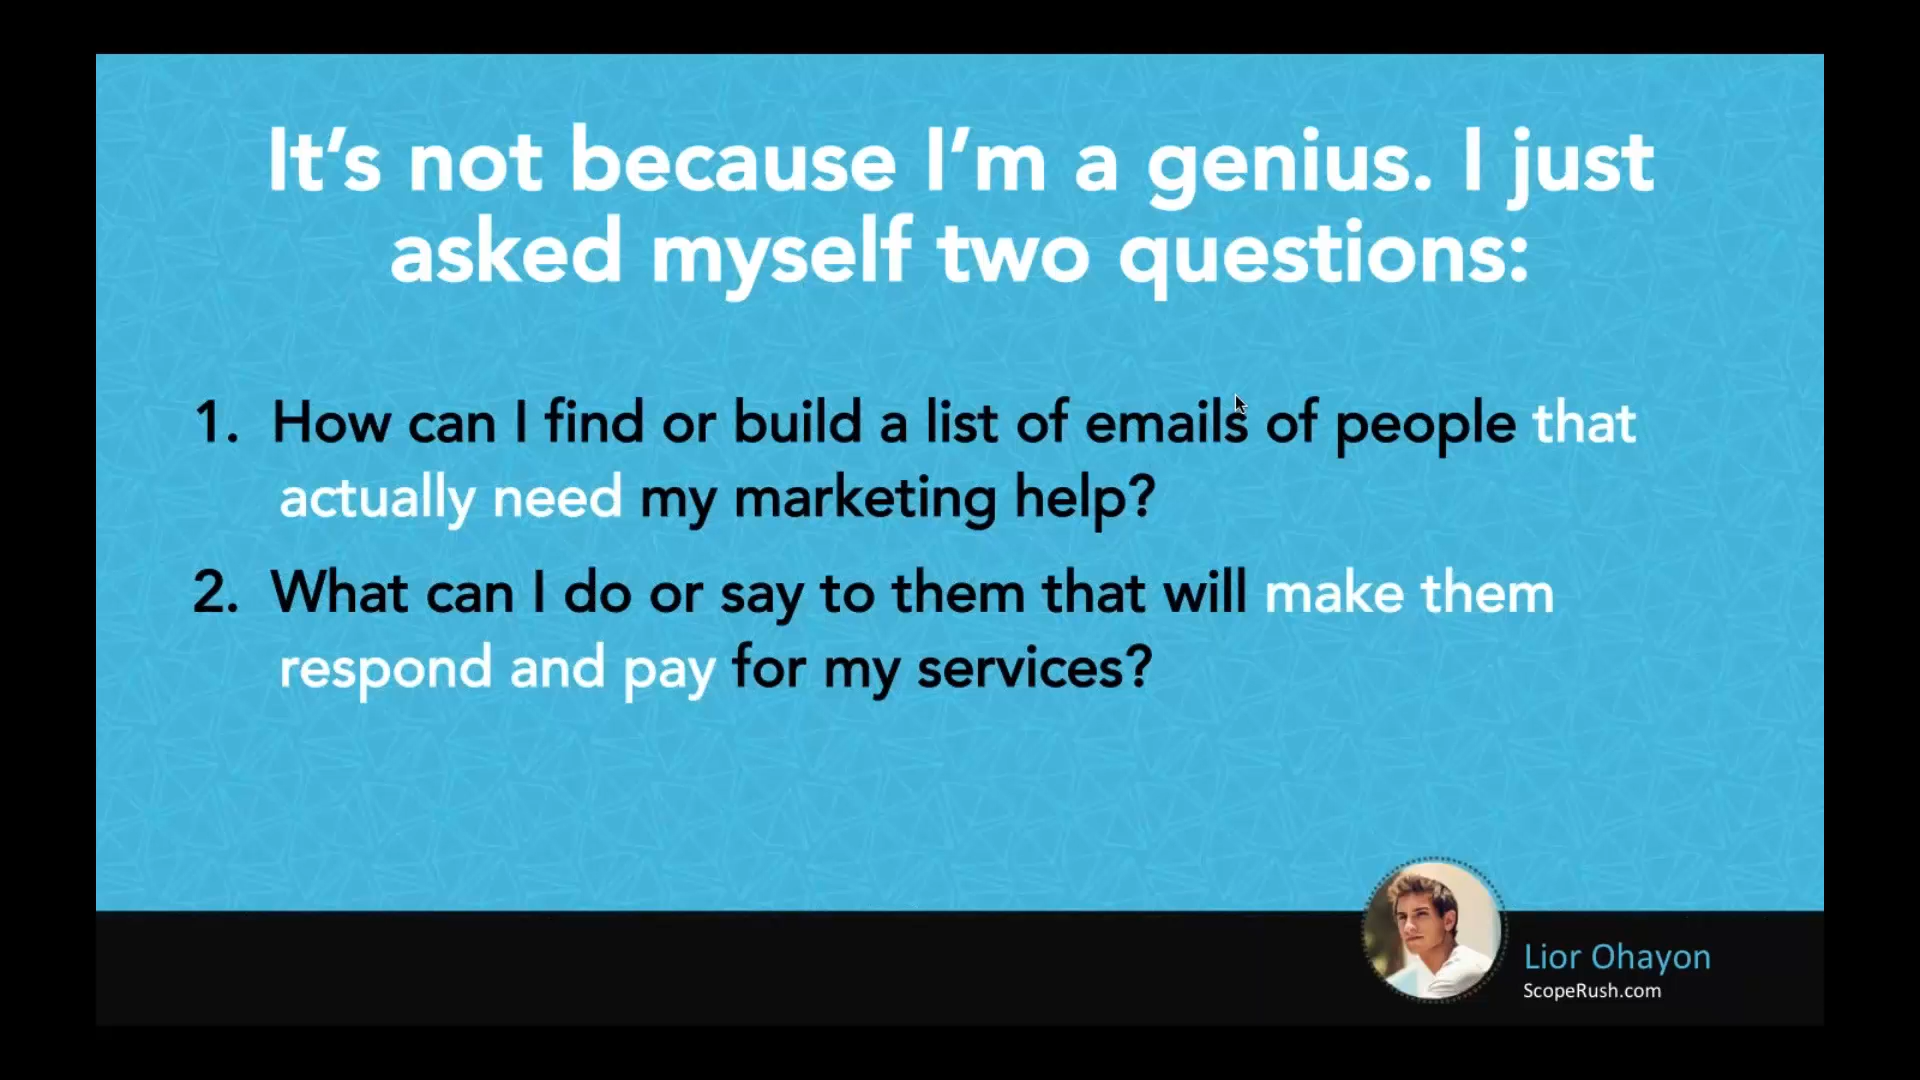 It’s not because I’m a genius. I just
asked myself two questions:
1. How can I find or build a list of emails of people that
actually need my marketing help?
2. What can I do or say to them that will make them
respond and pay for my services?
Lior Ohayon
ScopeRush.com